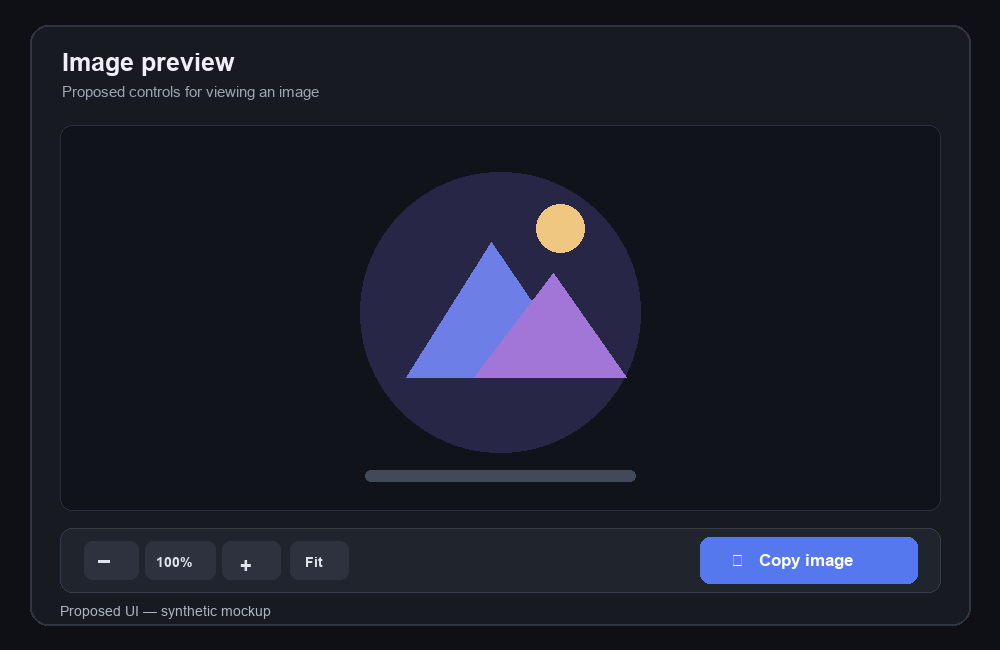 Image preview
Proposed controls for viewing an image
− 100% + Fit
Copy image
Proposed UI — synthetic mockup